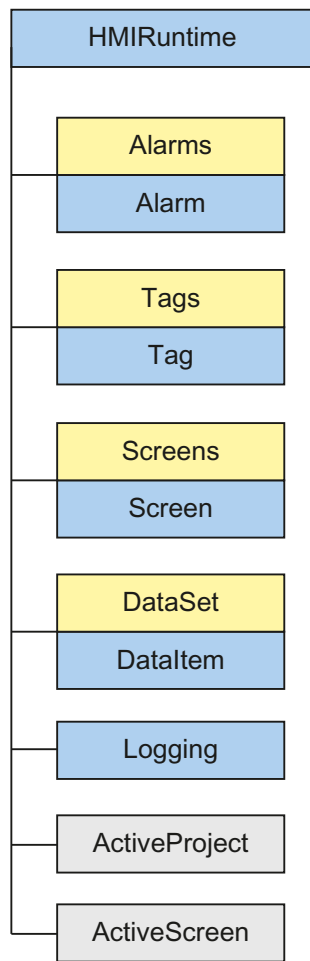 HMIRuntime
Alarms
Alarm
Tags
Tag
Screens
Screen
DataSet
DataItem
Logging
ActiveProject
ActiveScreen